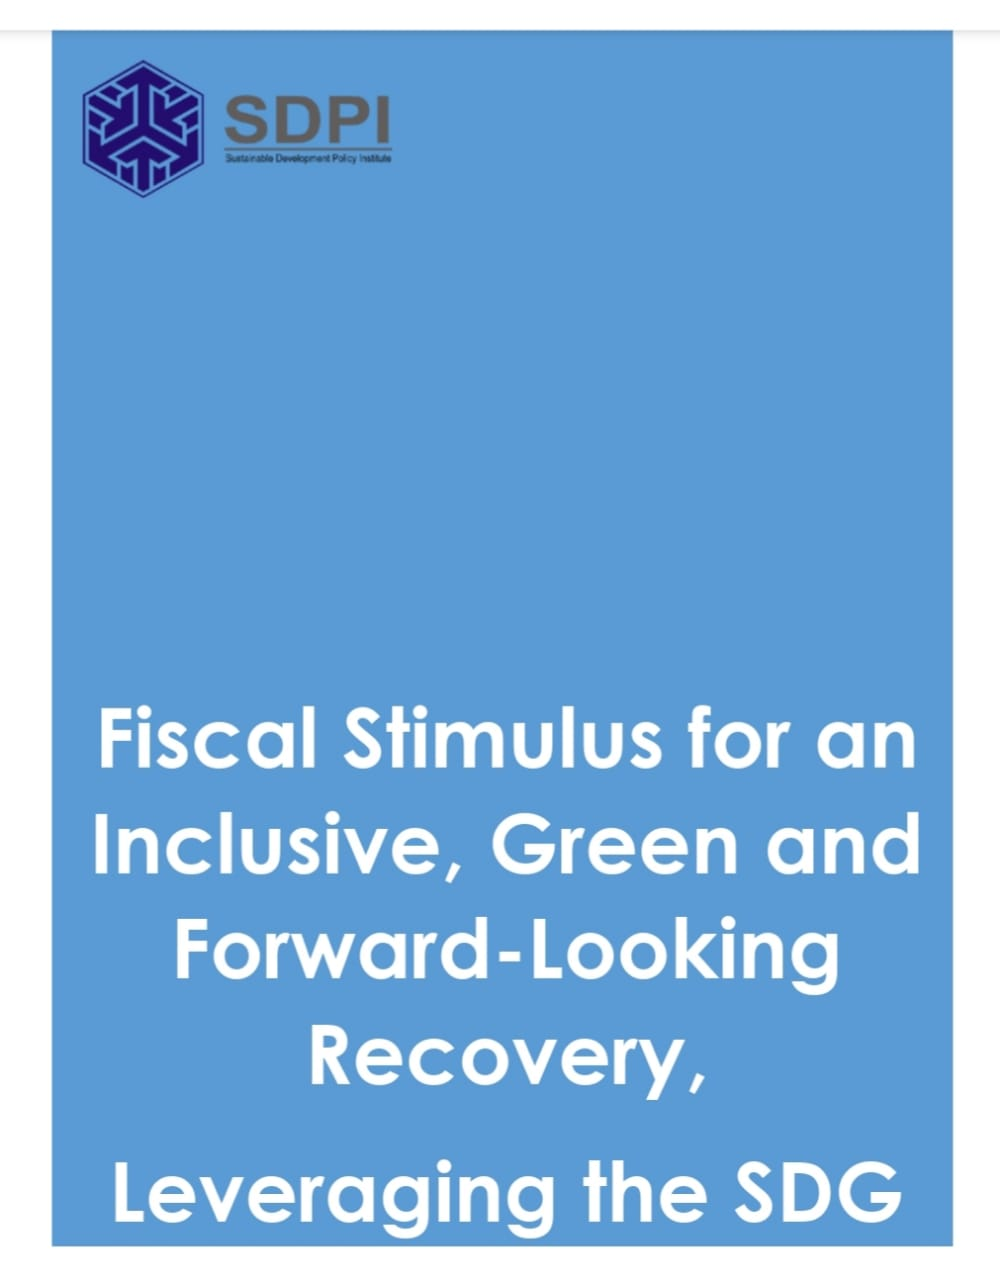 SDPI
Sustainable Development Policy Institute
Fiscal Stimulus for an
Inclusive, Green and
Forward-Looking
Recovery,
Leveraging the SDG